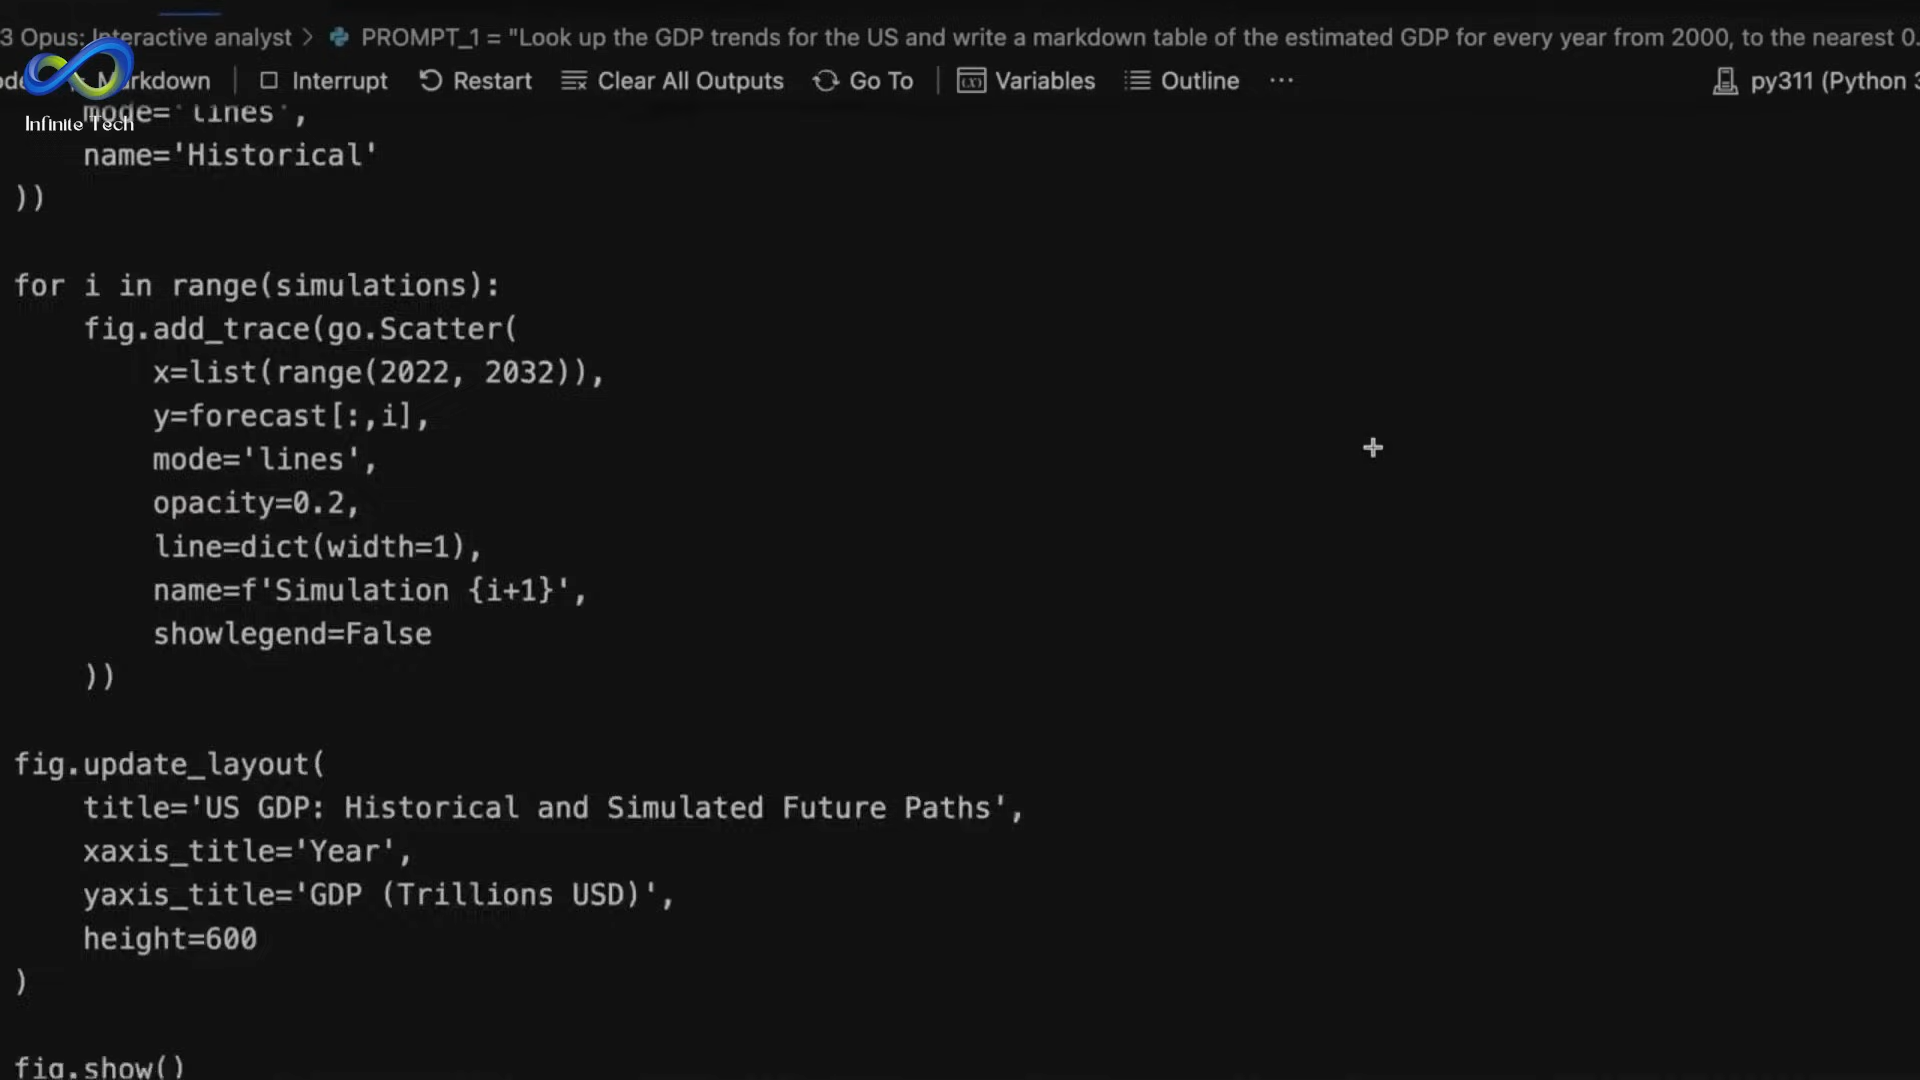 3 Opus: Interactive analyst > PROMPT_1 = "Look up the GDP trends for the US and write a markdown table of the estimated GDP for every year from 2000, to the nearest 0.
Markdown | Interrupt Restart Clear All Outputs Go To | Variables Outline ··· py311 (Python 3
Infinite Tech
mode='lines',
name='Historical'
))
for i in range(simulations):
fig.add_trace(go.Scatter(
x=list(range(2022, 2032)),
y=forecast[:,i],
mode='lines',
opacity=0.2,
line=dict(width=1),
name=f'Simulation {i+1}',
showlegend=False
))
fig.update_layout(
title='US GDP: Historical and Simulated Future Paths',
xaxis_title='Year',
yaxis_title='GDP (Trillions USD)',
height=600
)
fig.show()